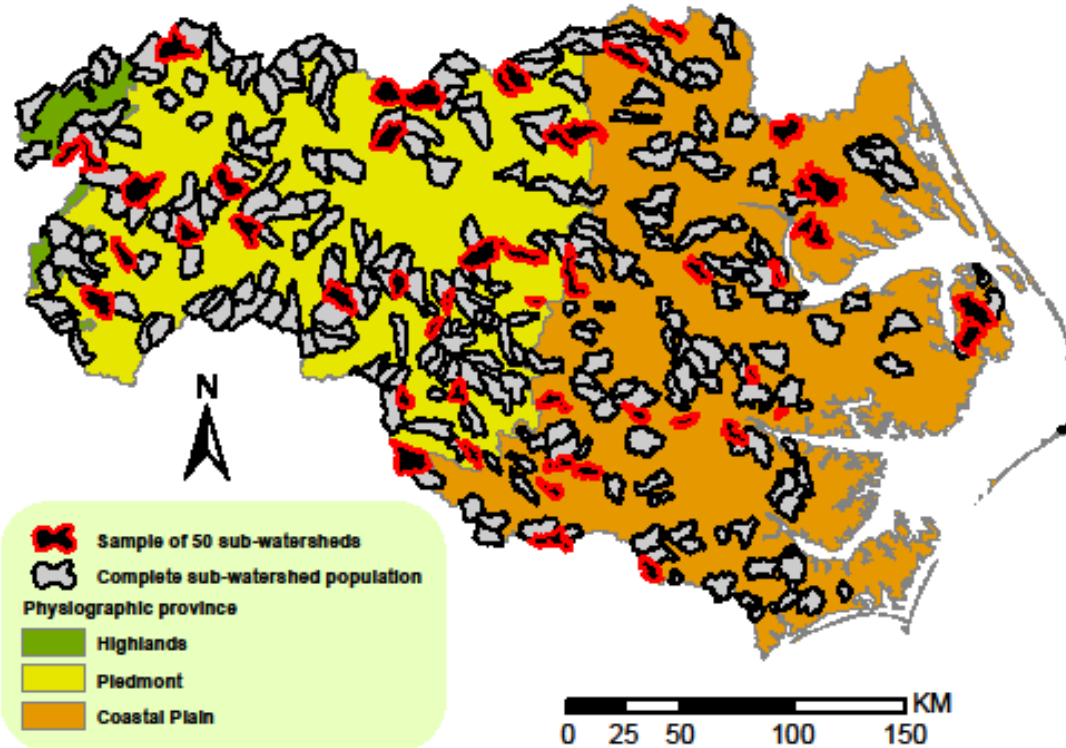 N
Sample of 50 sub-watersheds
Complete sub-watershed population
Physiographic province
Highlands
Piedmont
Coastal Plain
KM
0 25 50 100 150